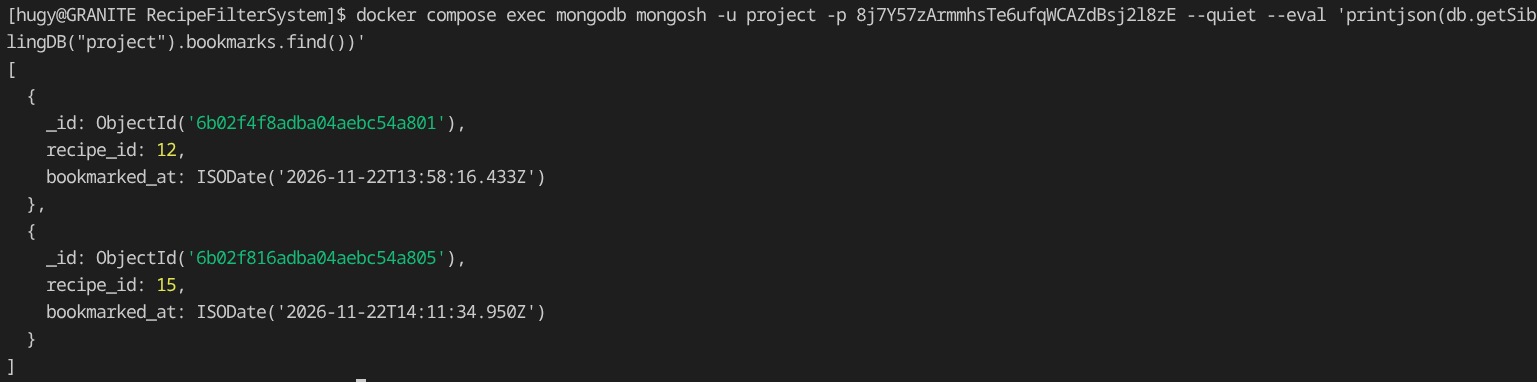 [hugy@GRANITE RecipeFilterSystem]$ docker compose exec mongodb mongosh -u project -p 8j7Y57zArmmhsTe6ufqWCAZdBsj2l8zE --quiet --eval 'printjson(db.getSib
lingDB("project").bookmarks.find())'
[
  {
    _id: ObjectId('6b02f4f8adba04aebc54a801'),
    recipe_id: 12,
    bookmarked_at: ISODate('2026-11-22T13:58:16.433Z')
  },
  {
    _id: ObjectId('6b02f816adba04aebc54a805'),
    recipe_id: 15,
    bookmarked_at: ISODate('2026-11-22T14:11:34.950Z')
  }
]